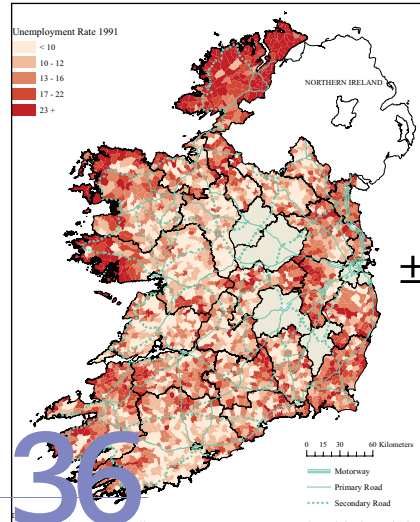 Unemployment Rate 1991
< 10
10 - 12
13 - 16
17 - 22
23 +
NORTHERN IRELAND
±
0 15 30 60 Kilometers
Motorway
Primary Road
Secondary Road
36